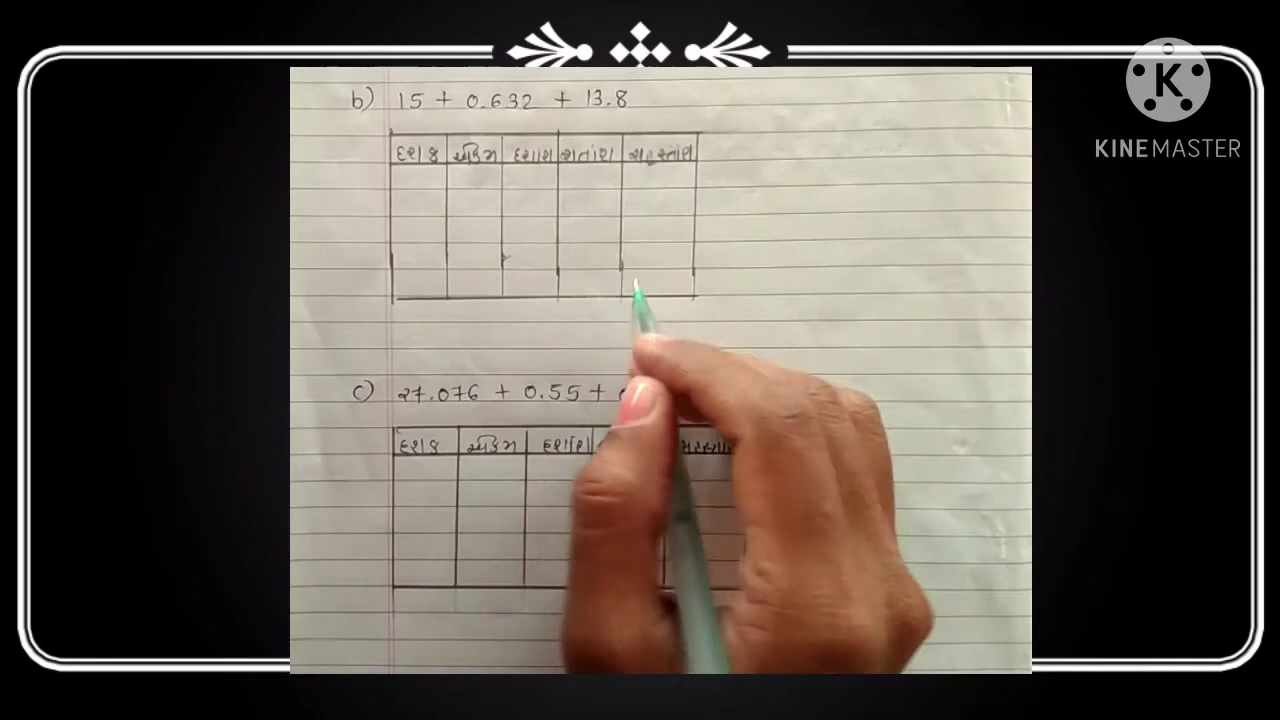 KINEMASTER
b) 15 + 0.632 + 13.8
દશક એકમ દશાંશ શતાંશ સહસ્ત્રાંશ
c) 27.076 + 0.55 +
દશક એકમ દશાંશ